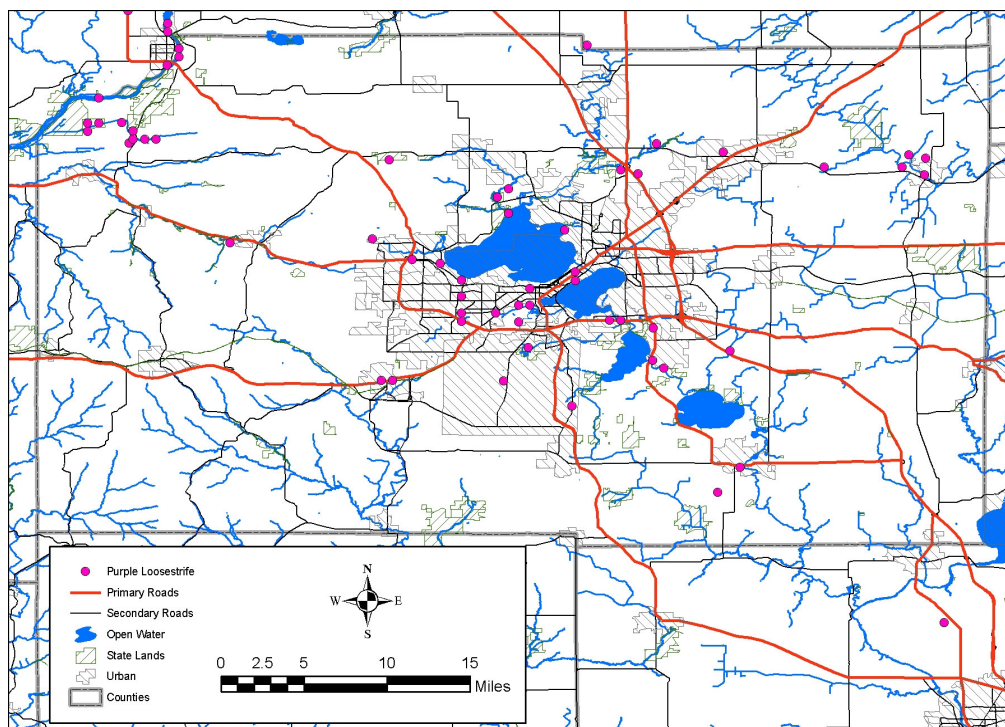 Purple Loosestrife
Primary Roads
Secondary Roads
Open Water
State Lands
Urban
Counties
N
W E
S
0 2.5 5 10 15
Miles